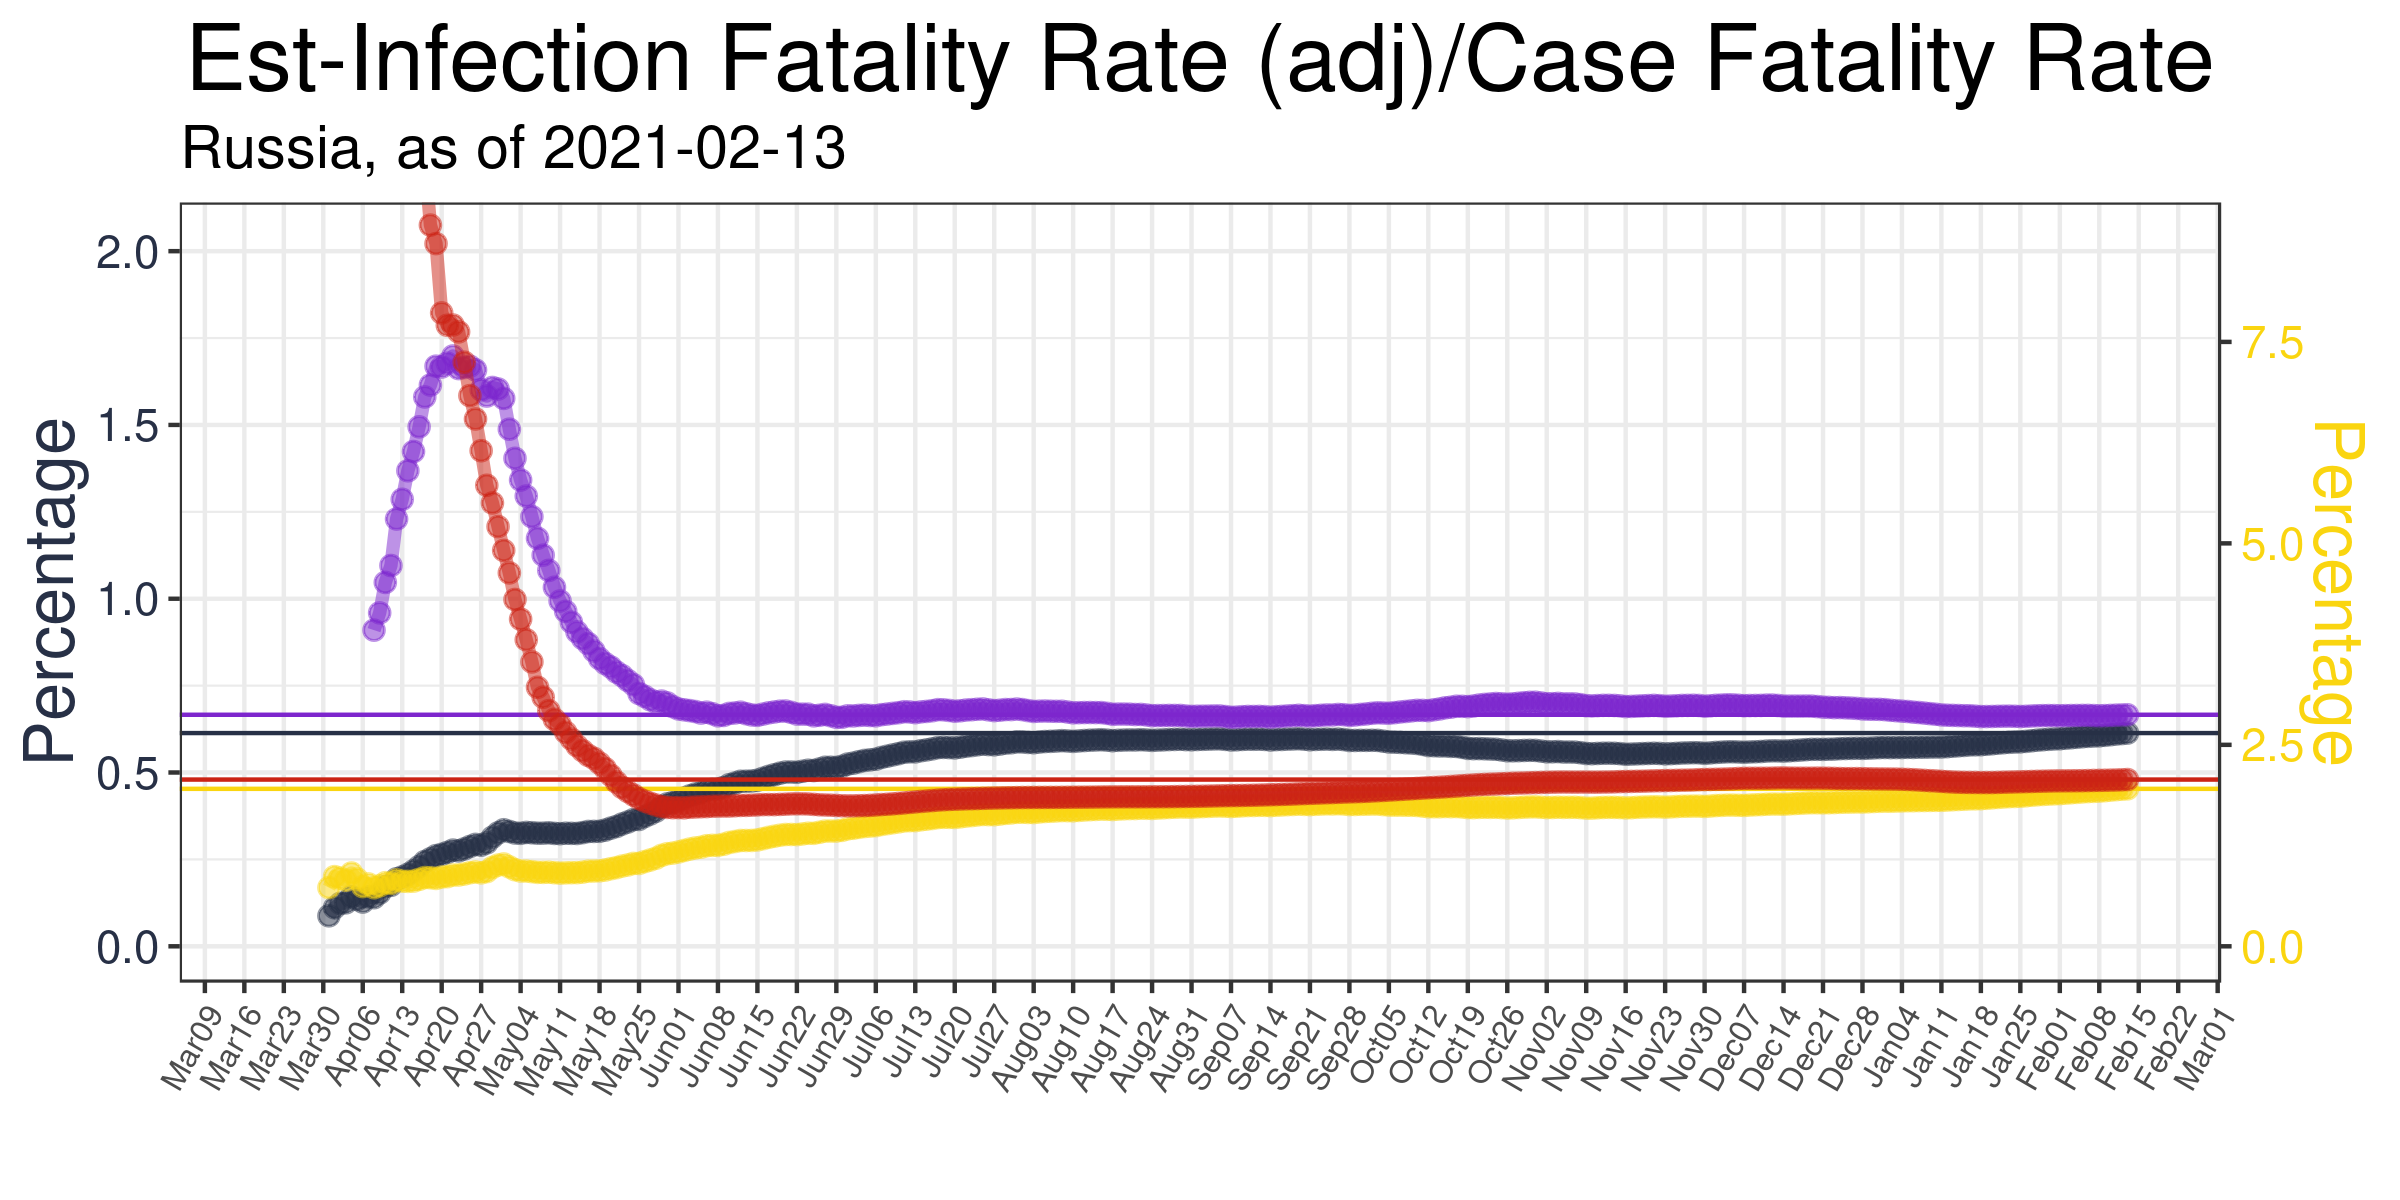 Est-Infection Fatality Rate (adj)/Case Fatality Rate
Russia, as of 2021-02-13
Percentage
2.0
1.5
1.0
0.5
0.0
7.5
5.0
2.5
0.0
Percentage
Mar09 Mar16 Mar23 Mar30 Apr06 Apr13 Apr20 Apr27 May04 May11 May18 May25 Jun01 Jun08 Jun15 Jun22 Jun29 Jul06 Jul13 Jul20 Jul27 Aug03 Aug10 Aug17 Aug24 Aug31 Sep07 Sep14 Sep21 Sep28 Oct05 Oct12 Oct19 Oct26 Nov02 Nov09 Nov16 Nov23 Nov30 Dec07 Dec14 Dec21 Dec28 Jan04 Jan11 Jan18 Jan25 Feb01 Feb08 Feb15 Feb22 Mar01